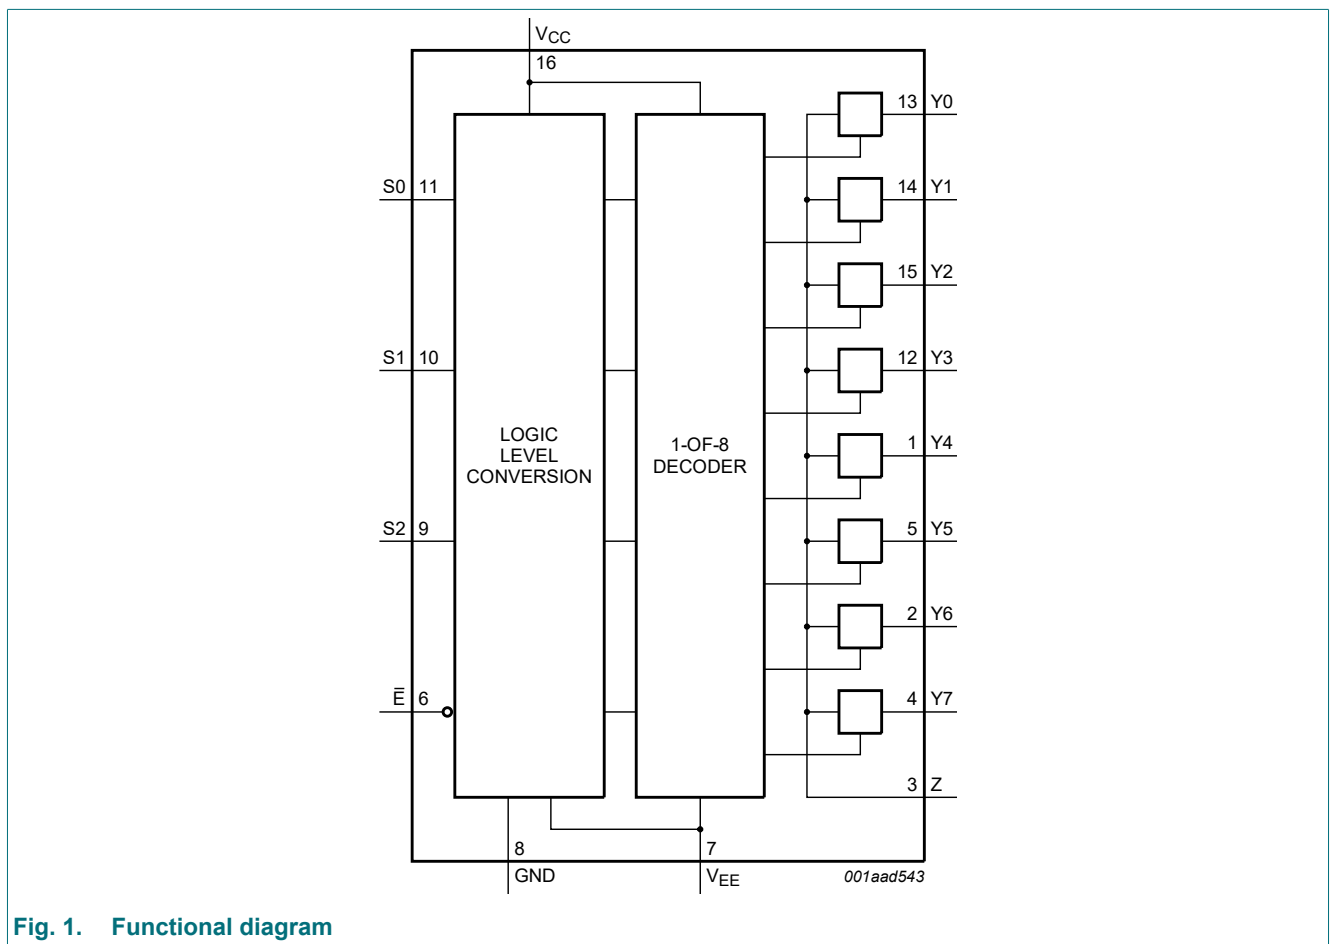 VCC
16
13 Y0
S0 11
14 Y1
15 Y2
S1 10
12 Y3
LOGIC
LEVEL
CONVERSION
1-OF-8
DECODER
1 Y4
S2 9
5 Y5
2 Y6
E̅ 6
4 Y7
3 Z
8
GND
7
VEE
001aad543
Fig. 1. Functional diagram